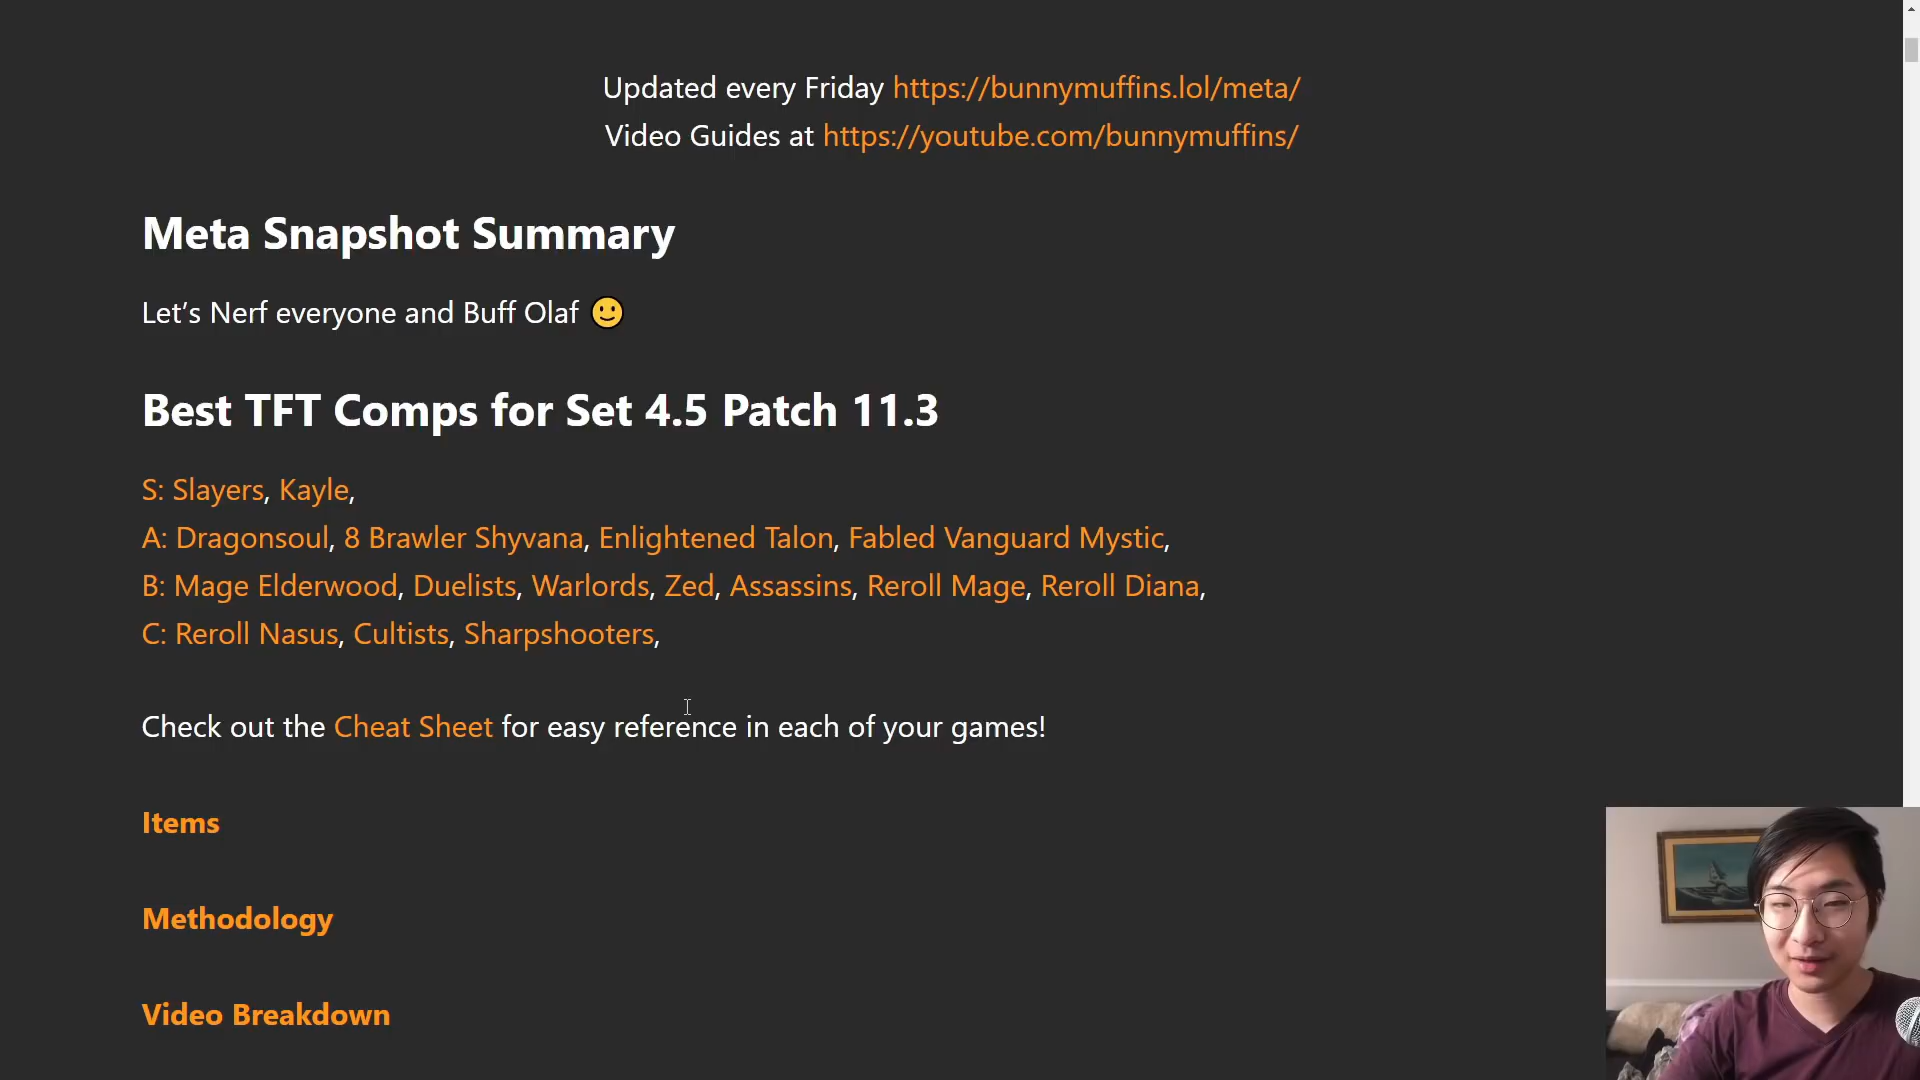 Updated every Friday https://bunnymuffins.lol/meta/
Video Guides at https://youtube.com/bunnymuffins/
Meta Snapshot Summary
Let’s Nerf everyone and Buff Olaf 🙂
Best TFT Comps for Set 4.5 Patch 11.3
S: Slayers, Kayle,
A: Dragonsoul, 8 Brawler Shyvana, Enlightened Talon, Fabled Vanguard Mystic,
B: Mage Elderwood, Duelists, Warlords, Zed, Assassins, Reroll Mage, Reroll Diana,
C: Reroll Nasus, Cultists, Sharpshooters,
Check out the Cheat Sheet for easy reference in each of your games!
Items
Methodology
Video Breakdown